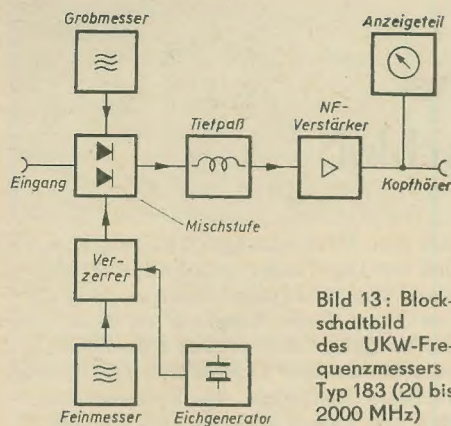 Grobmesser
Anzeigeteil
Tietpaß
NF-
Verstärker
Eingang
Kopfhörer
Mischstufe
Ver-
zerrer
Feinmesser
Eichgenerator
Bild 13: Block-
schaltbild
des UKW-Fre-
quenzmessers
Typ 183 (20 bis
2000 MHz)